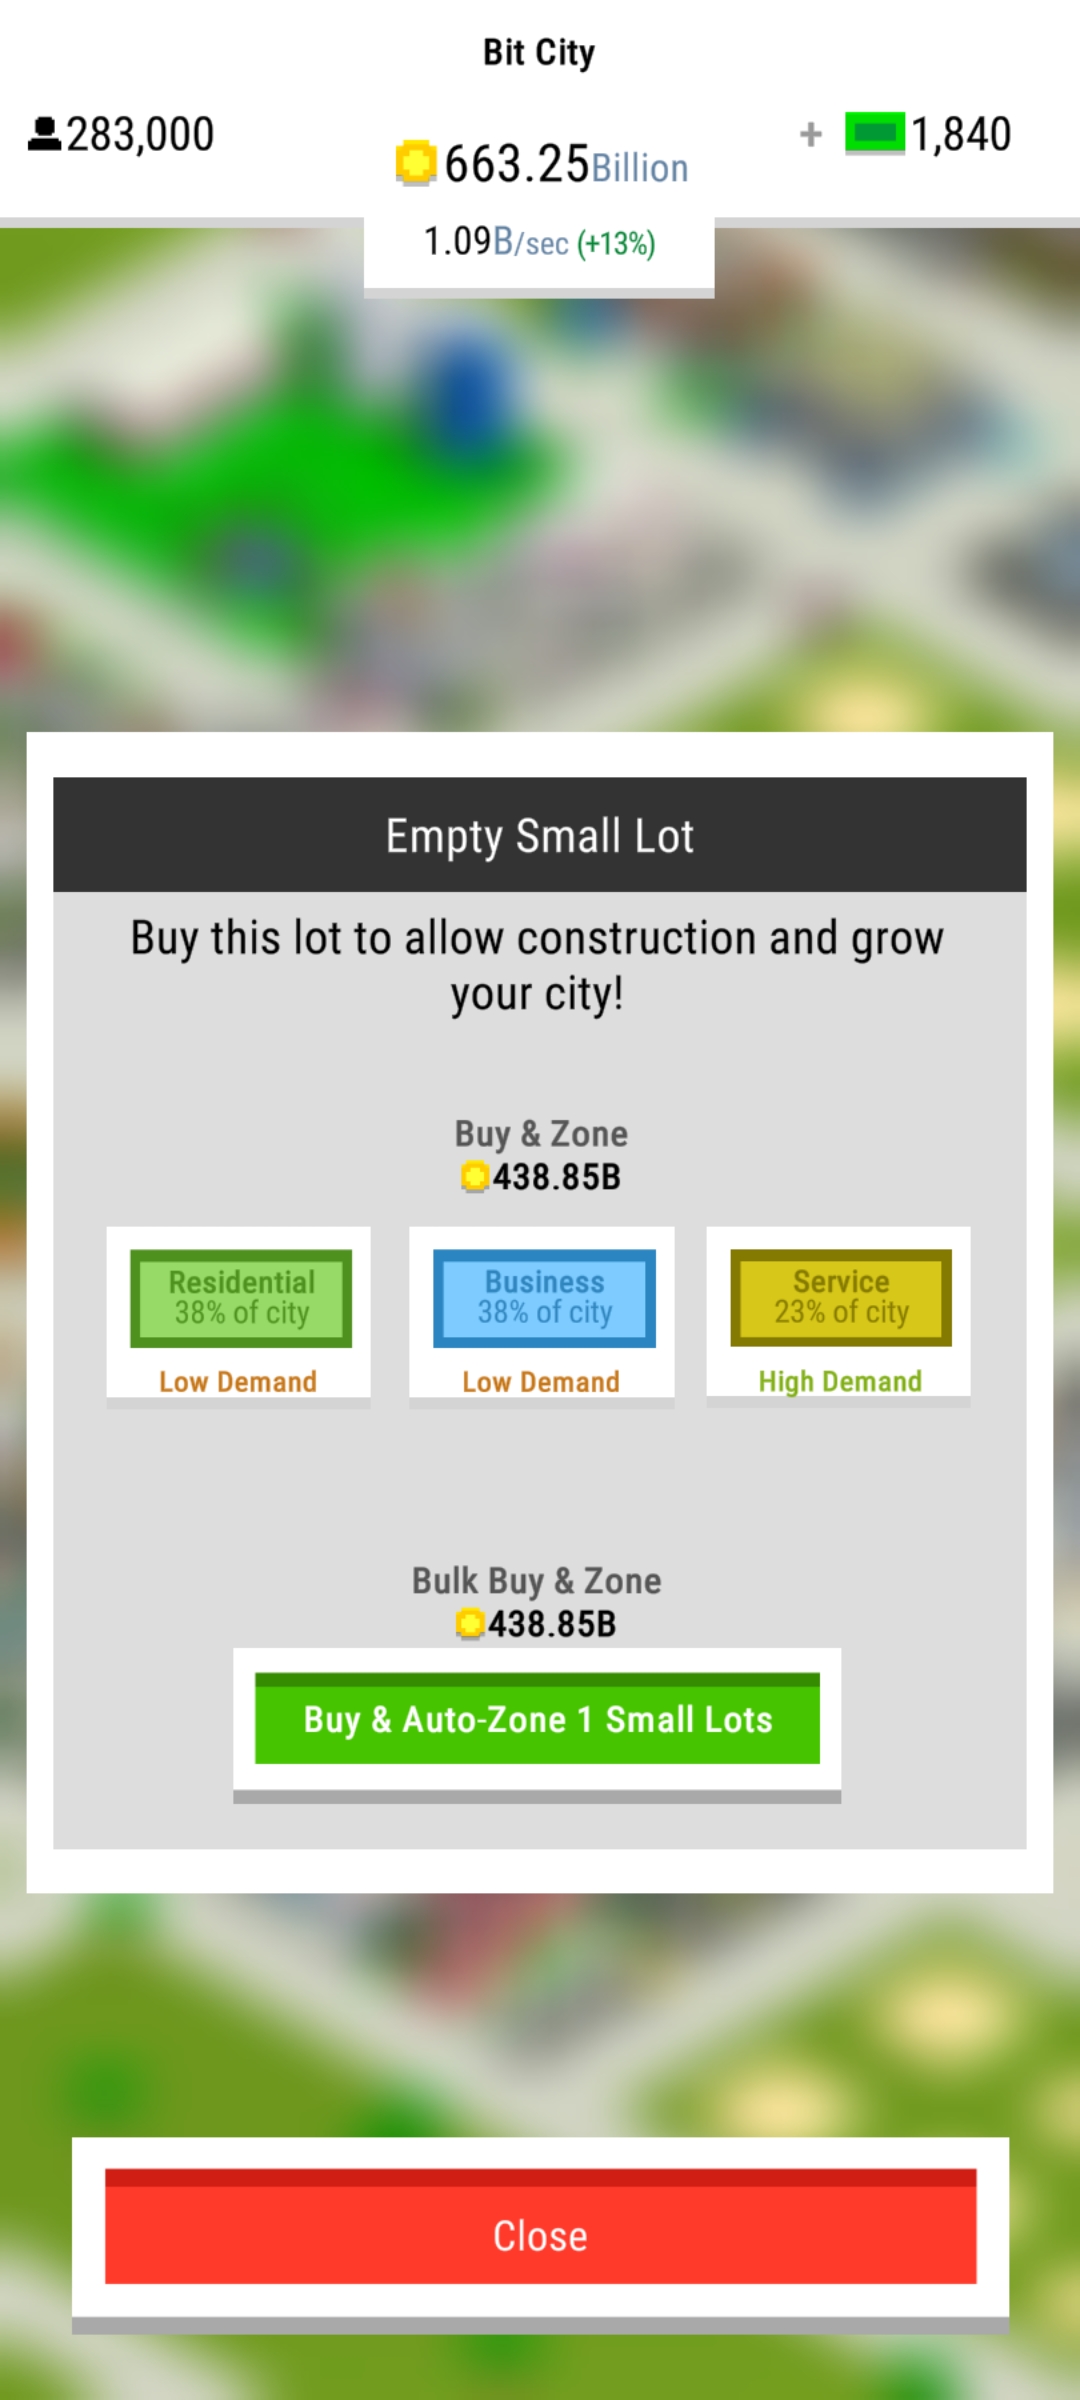 Bit City
283,000
663.25Billion
+ 1,840
1.09B/sec (+13%)
Empty Small Lot
Buy this lot to allow construction and grow
your city!
Buy & Zone
438.85B
Residential
38% of city
Low Demand
Business
38% of city
Low Demand
Service
23% of city
High Demand
Bulk Buy & Zone
438.85B
Buy & Auto-Zone 1 Small Lots
Close